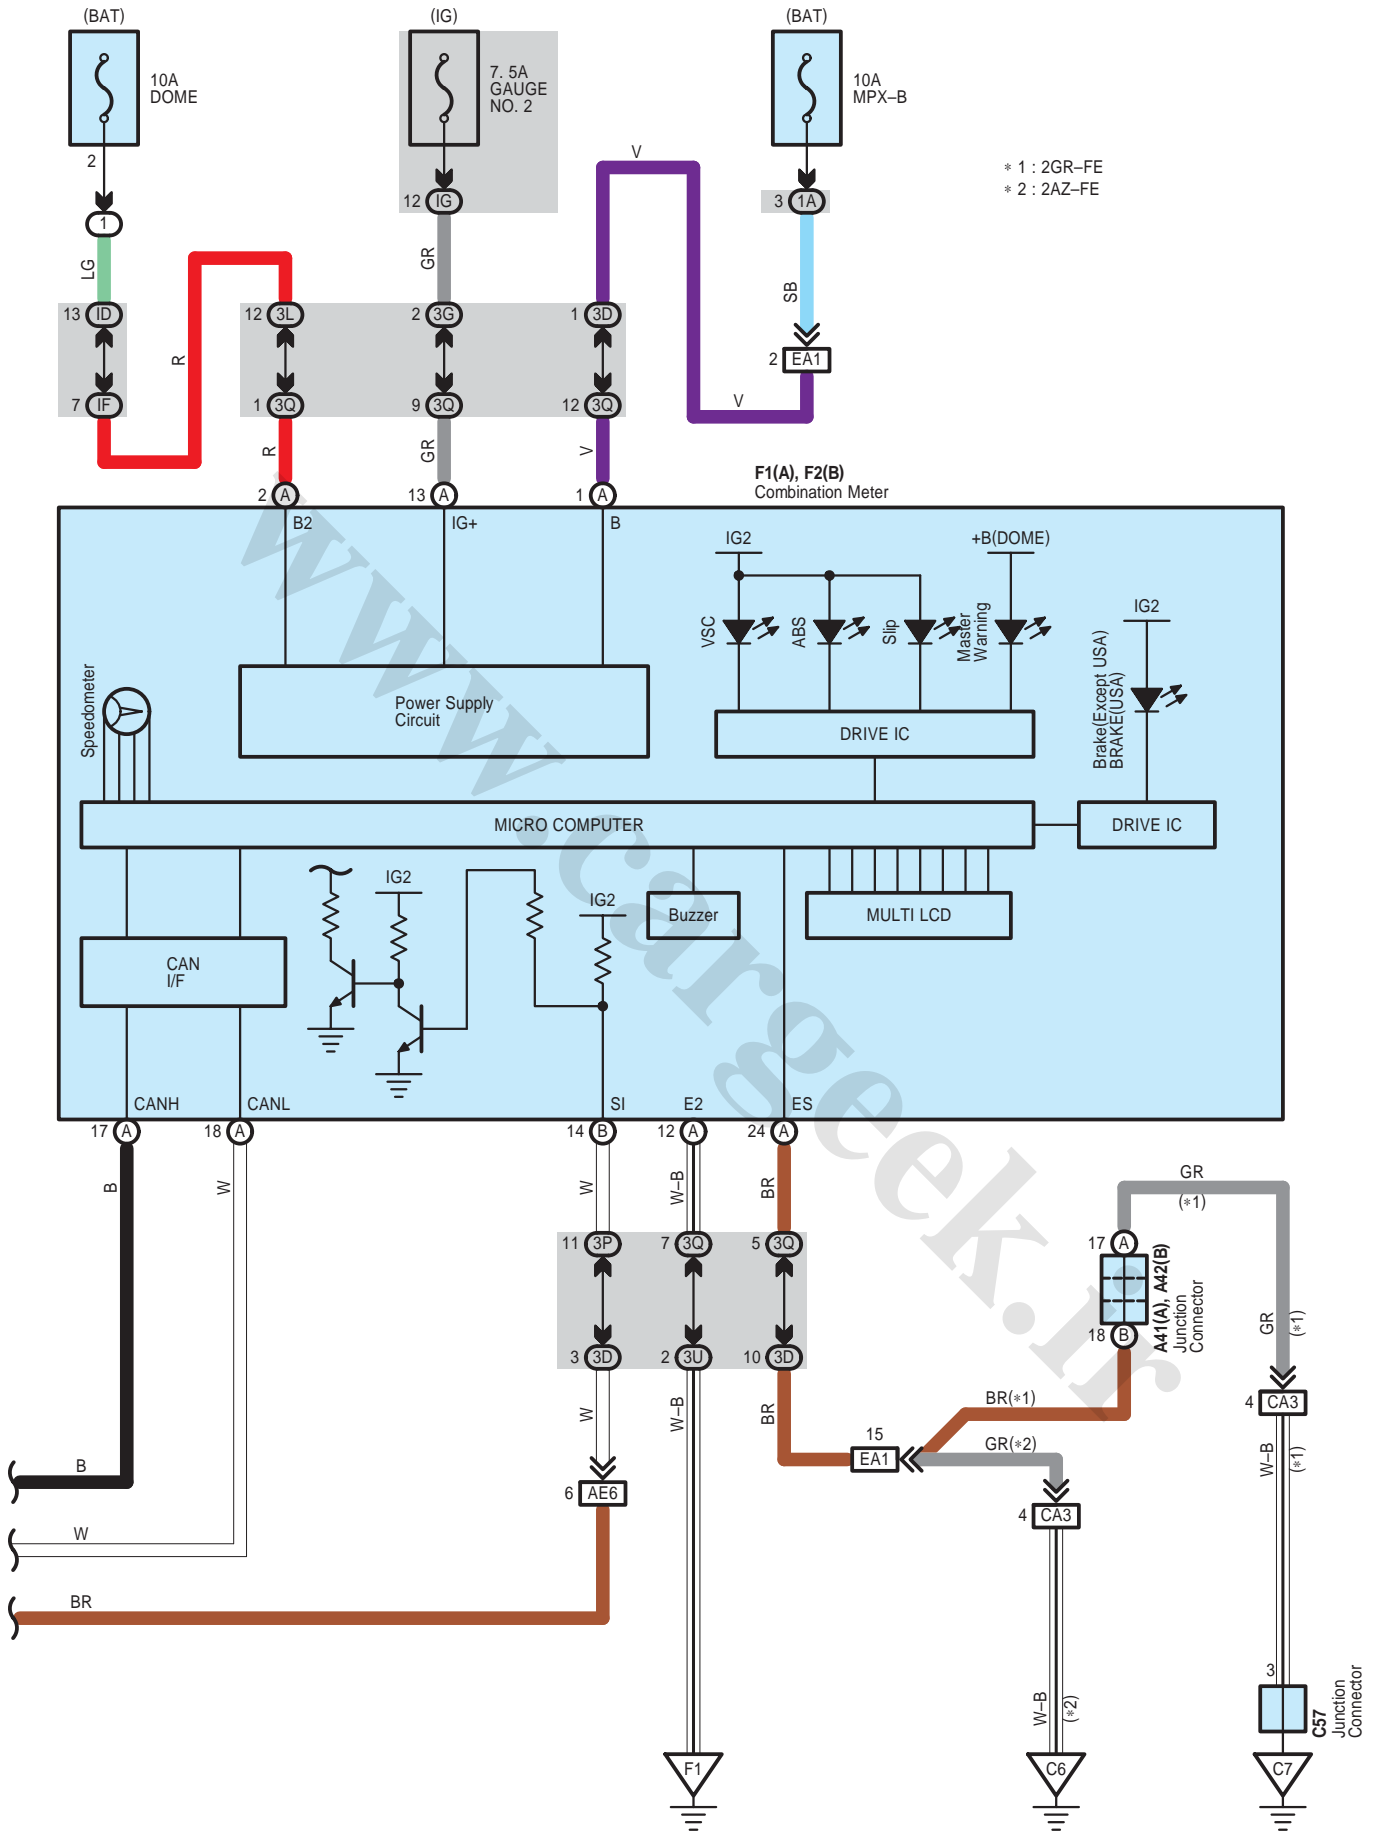 (BAT)
(IG)
(BAT)
10A
DOME
7. 5A
GAUGE
NO. 2
10A
MPX–B
∗ 1 : 2GR–FE
∗ 2 : 2AZ–FE
2
1
12 IG
3 1A
V
LG
GR
SB
R
13 ID
12 3L
2 3G
1 3D
2 EA1
7 IF
1 3Q
9 3Q
12 3Q
V
R
GR
V
F1(A), F2(B)
Combination Meter
2 A
13 A
1 A
B2
IG+
B
IG2
+B(DOME)
IG2
VSC
ABS
Slip
Master
Warning
Brake(Except USA)
BRAKE(USA)
Speedometer
Power Supply
Circuit
DRIVE IC
MICRO COMPUTER
DRIVE IC
IG2
IG2
Buzzer
MULTI LCD
CAN
I/F
CANH
CANL
SI
E2
ES
17 A
18 A
14 B
12 A
24 A
B
W
W
W–B
BR
GR
(∗1)
11 3P
7 3Q
5 3Q
17 A
A41(A), A42(B)
Junction
Connector
18 B
GR
(∗1)
3 3D
2 3U
10 3D
W
W–B
BR
BR(∗1)
4 CA3
15
EA1
GR(∗2)
W–B
(∗1)
B
6 AE6
4 CA3
W
BR
W–B
(∗2)
3
C57
Junction
Connector
F1
C6
C7
www.cargeek.ir